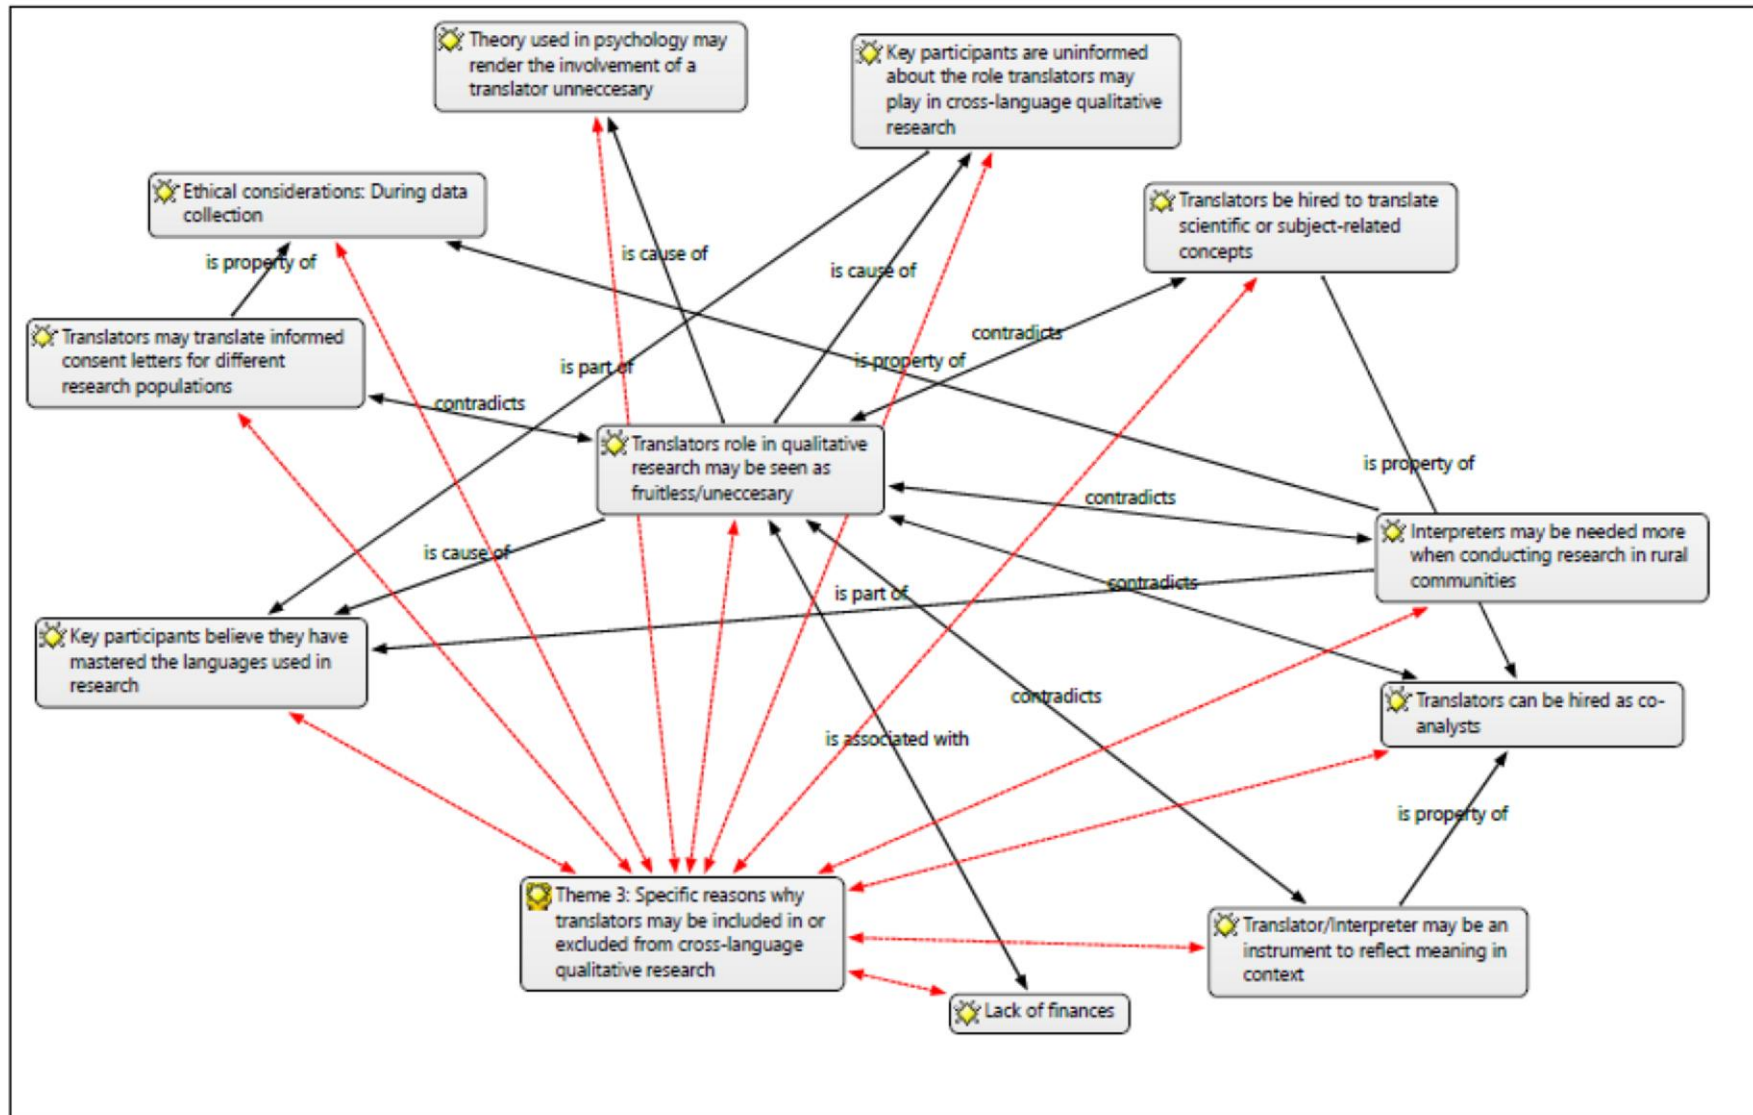 Theory used in psychology may
render the involvement of a
translator unneccesary
Key participants are uninformed
about the role translators may
play in cross-language qualitative
research
Ethical considerations: During data
collection
Translators be hired to translate
scientific or subject-related
concepts
is property of
is cause of
is cause of
Translators may translate informed
consent letters for different
research populations
contradicts
is part of
is property of
contradicts
Translators role in qualitative
research may be seen as
fruitless/uneccesary
is property of
contradicts
Interpreters may be needed more
when conducting research in rural
communities
is cause of
contradicts
is part of
Key participants believe they have
mastered the languages used in
research
contradicts
Translators can be hired as co-
analysts
is associated with
is property of
Theme 3: Specific reasons why
translators may be included in or
excluded from cross-language
qualitative research
Translator/Interpreter may be an
instrument to reflect meaning in
context
Lack of finances